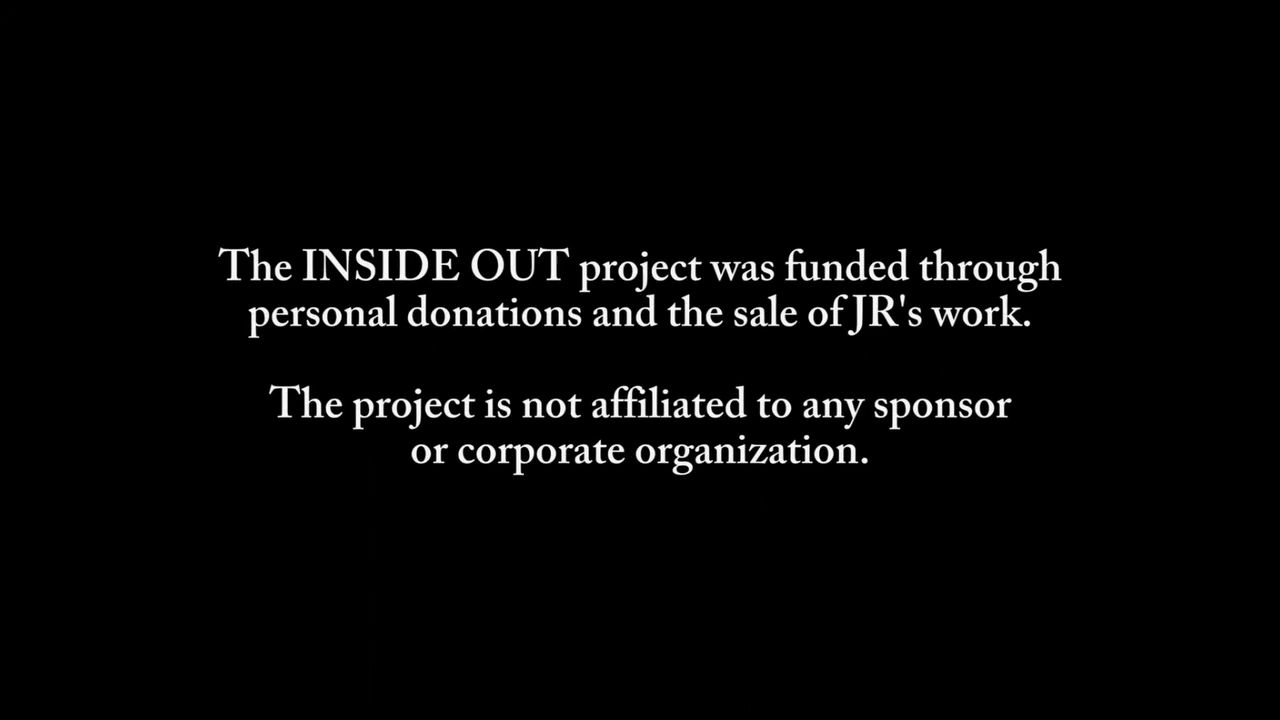 The INSIDE OUT project was funded through
personal donations and the sale of JR's work.
The project is not affiliated to any sponsor
or corporate organization.